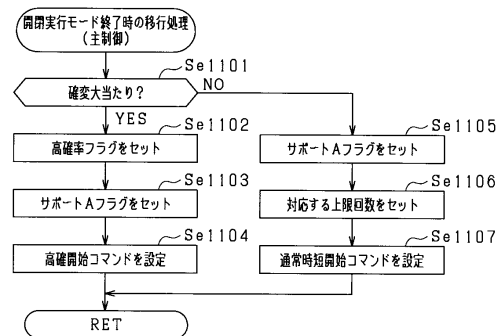 開閉実行モード終了時の移行処理
(主制御)
Se1101
確変大当たり?
NO
YES
Se1102
高確率フラグをセット
Se1103
サポートAフラグをセット
Se1104
高確開始コマンドを設定
Se1105
サポートAフラグをセット
Se1106
対応する上限回数をセット
Se1107
通常時短開始コマンドを設定
RET